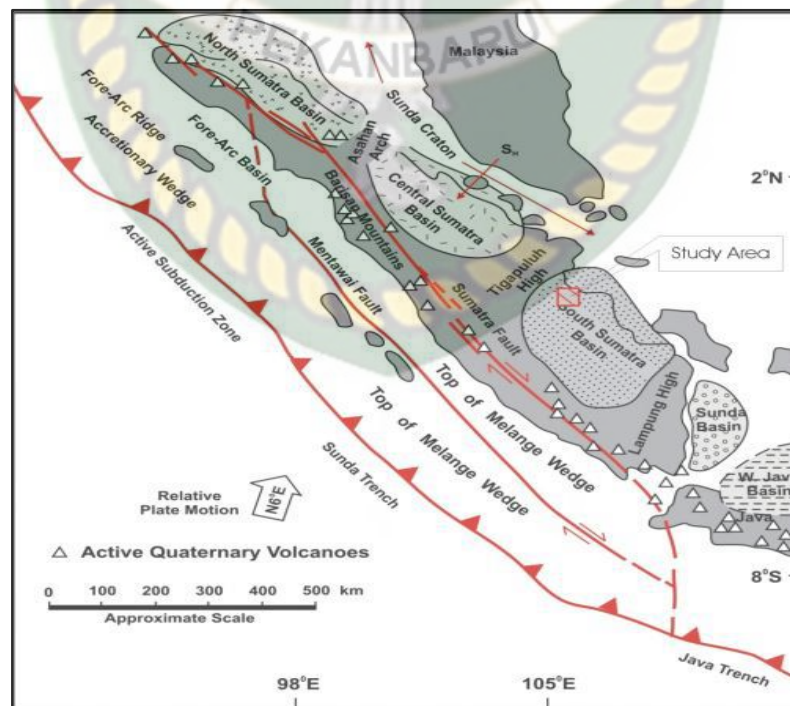 PEKANBARU
Malaysia
North Sumatra Basin
Fore-Arc Ridge
Accretionary Wedge
Fore-Arc Basin
Asahan
Arch
Sunda Craton
SH
2°N
Central Sumatra
Basin
Barisan Mountains
Active Subduction Zone
Mentawai Fault
Tigapuluh
High
Study Area
Sumatra Fault
South Sumatra
Basin
Top of Melange Wedge
Top of Melange Wedge
Lampung High
Sunda
Basin
Sunda Trench
W. Java
Basin
Java
Relative
Plate Motion
N6°E
Active Quaternary Volcanoes
8°S
0 100 200 300 400 500 km
Approximate Scale
Java Trench
98°E
105°E